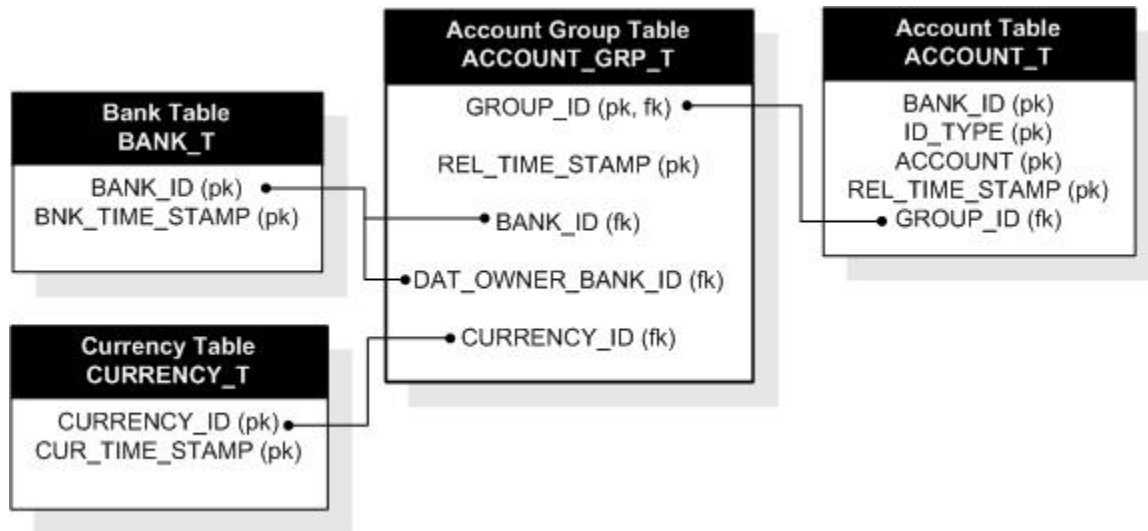 Bank Table
BANK_T
BANK_ID (pk)
BNK_TIME_STAMP (pk)
Currency Table
CURRENCY_T
CURRENCY_ID (pk)
CUR_TIME_STAMP (pk)
Account Group Table
ACCOUNT_GRP_T
GROUP_ID (pk, fk)
REL_TIME_STAMP (pk)
BANK_ID (fk)
DAT_OWNER_BANK_ID (fk)
CURRENCY_ID (fk)
Account Table
ACCOUNT_T
BANK_ID (pk)
ID_TYPE (pk)
ACCOUNT (pk)
REL_TIME_STAMP (pk)
GROUP_ID (fk)